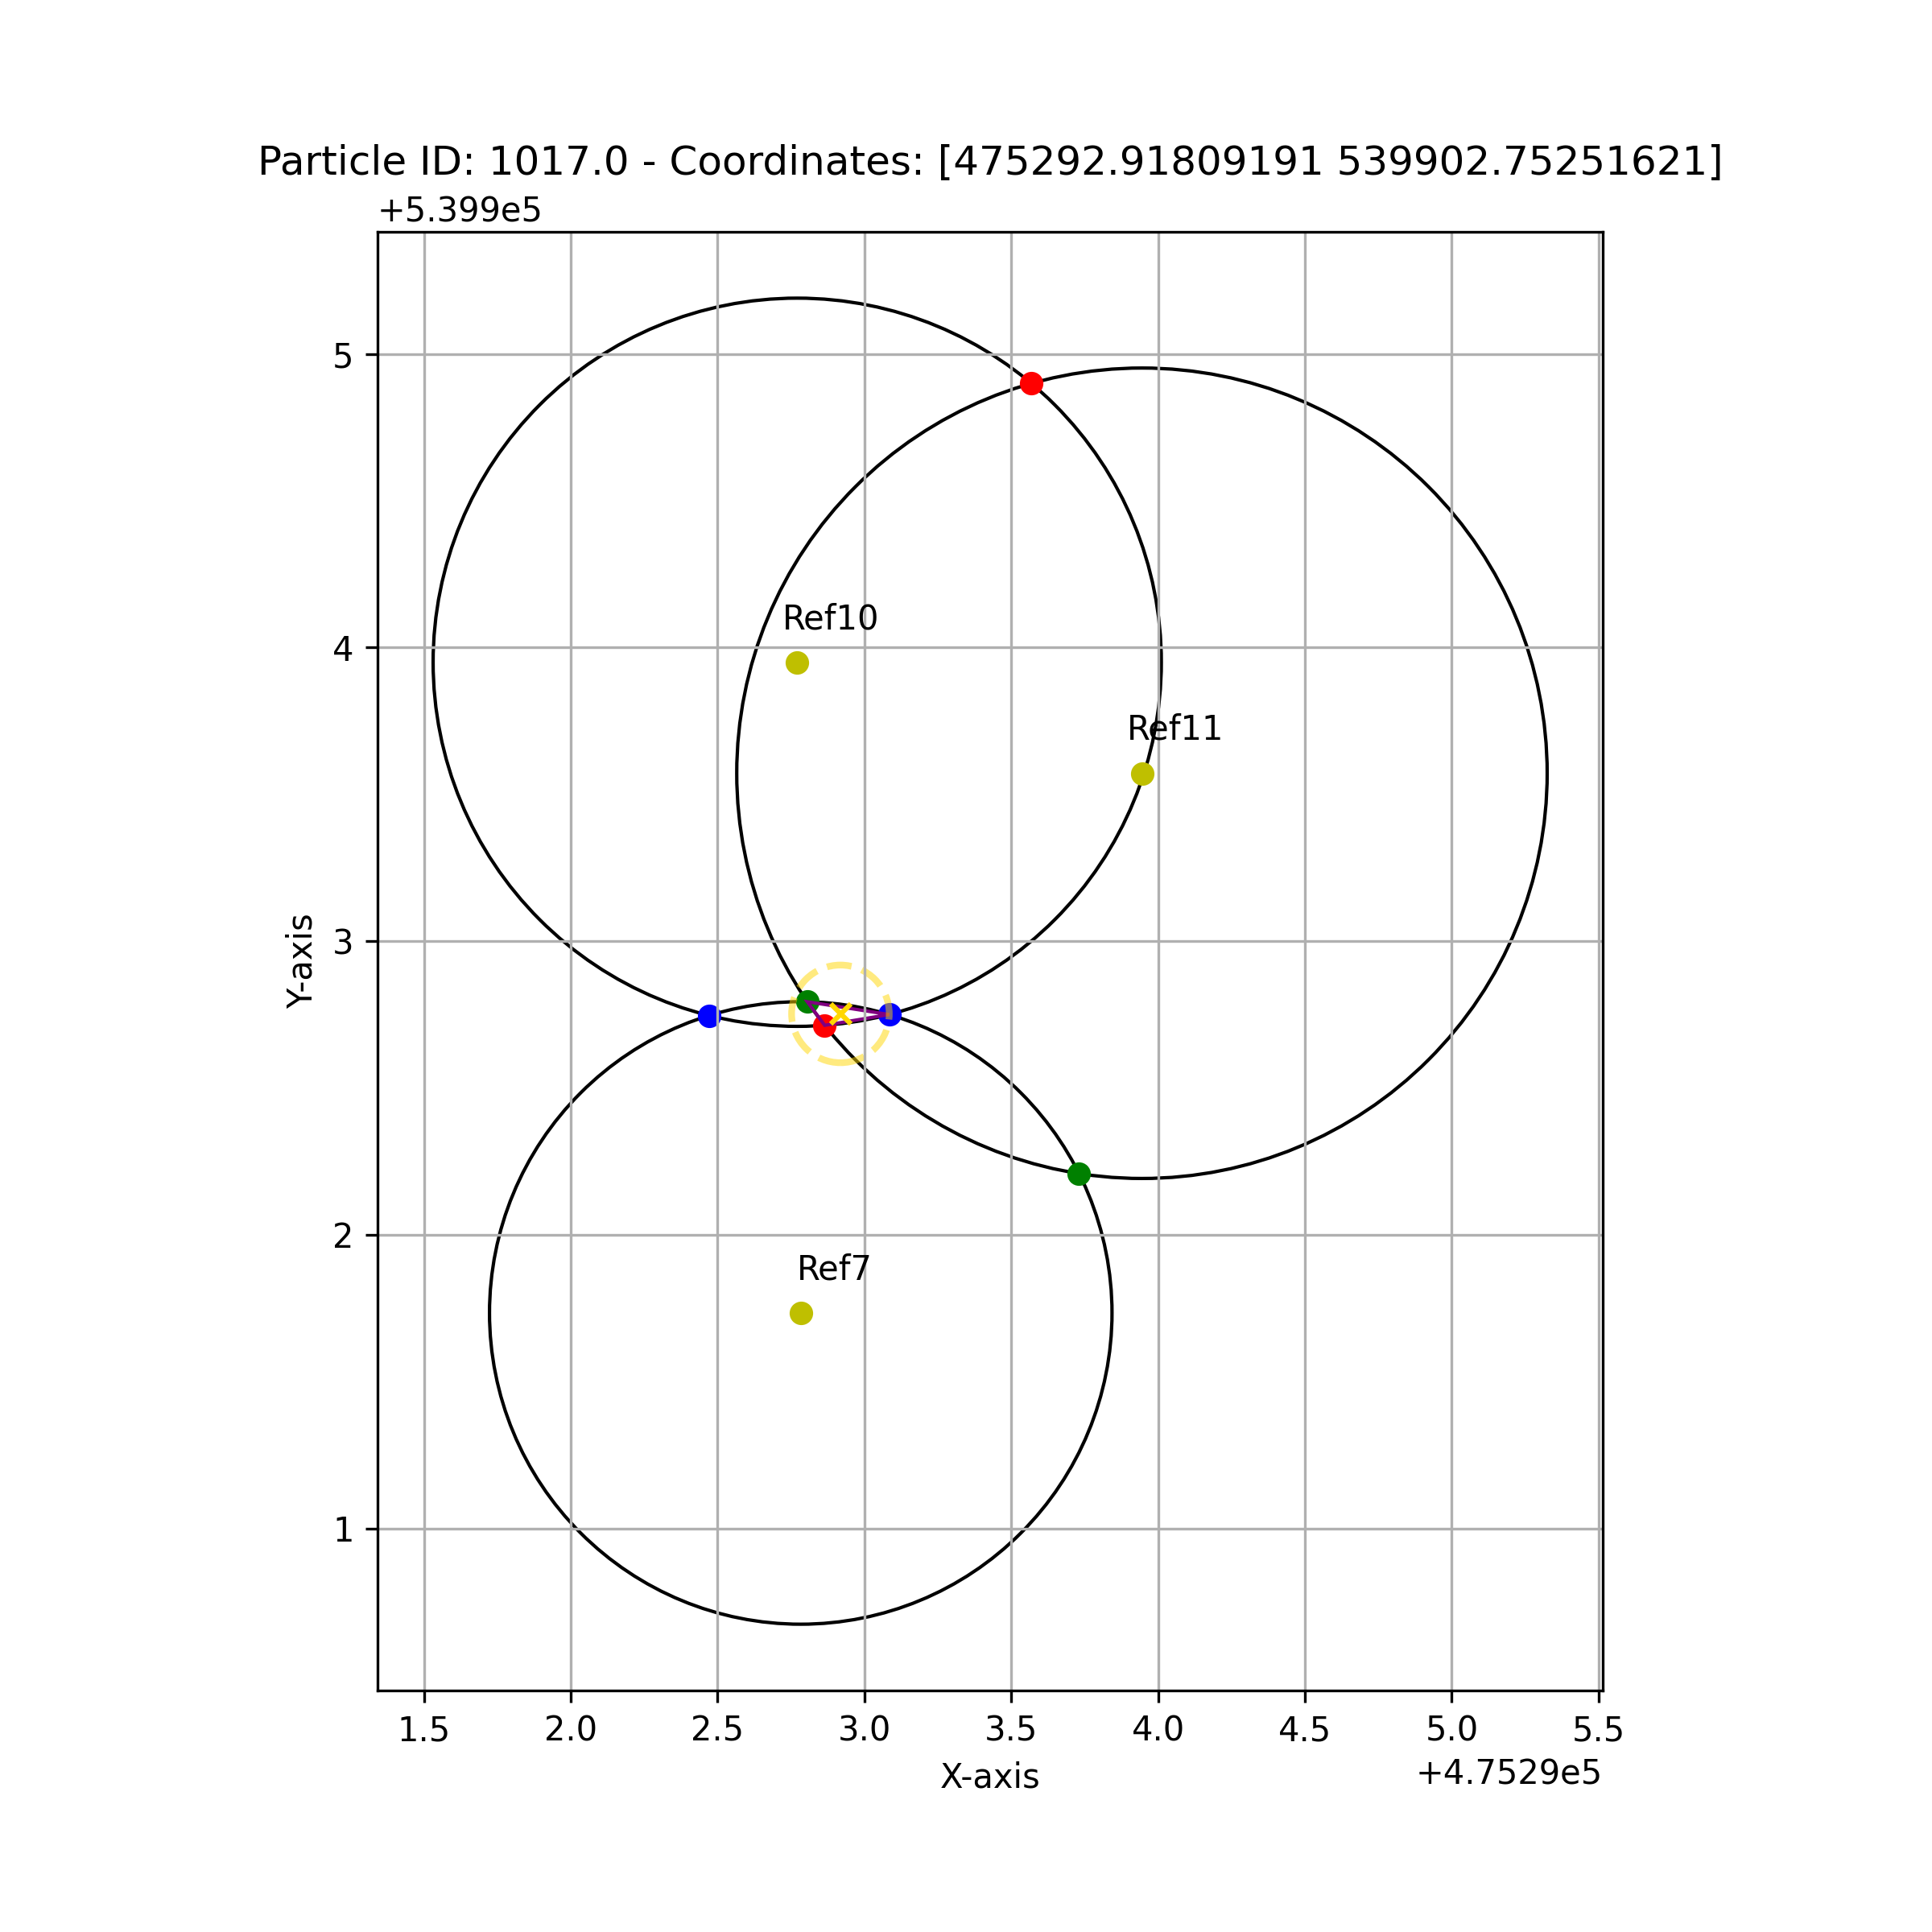 Particle ID: 1017.0 - Coordinates: [475292.91809191 539902.75251621]
+5.399e5
5
4
3
2
1
Y-axis
Ref10
Ref11
Ref7
1.5 2.0 2.5 3.0 3.5 4.0 4.5 5.0 5.5
X-axis
+4.7529e5